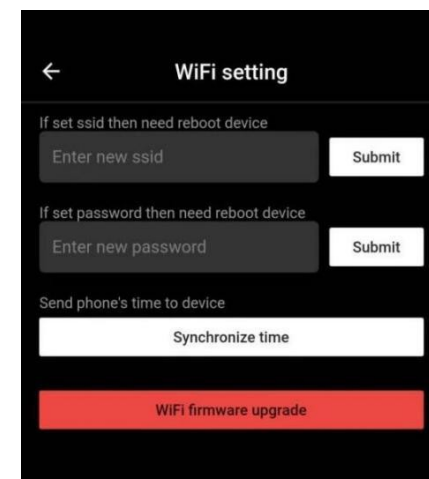 WiFi setting
If set ssid then need reboot device
Enter new ssid
Submit
If set password then need reboot device
Enter new password
Submit
Send phone's time to device
Synchronize time
WiFi firmware upgrade